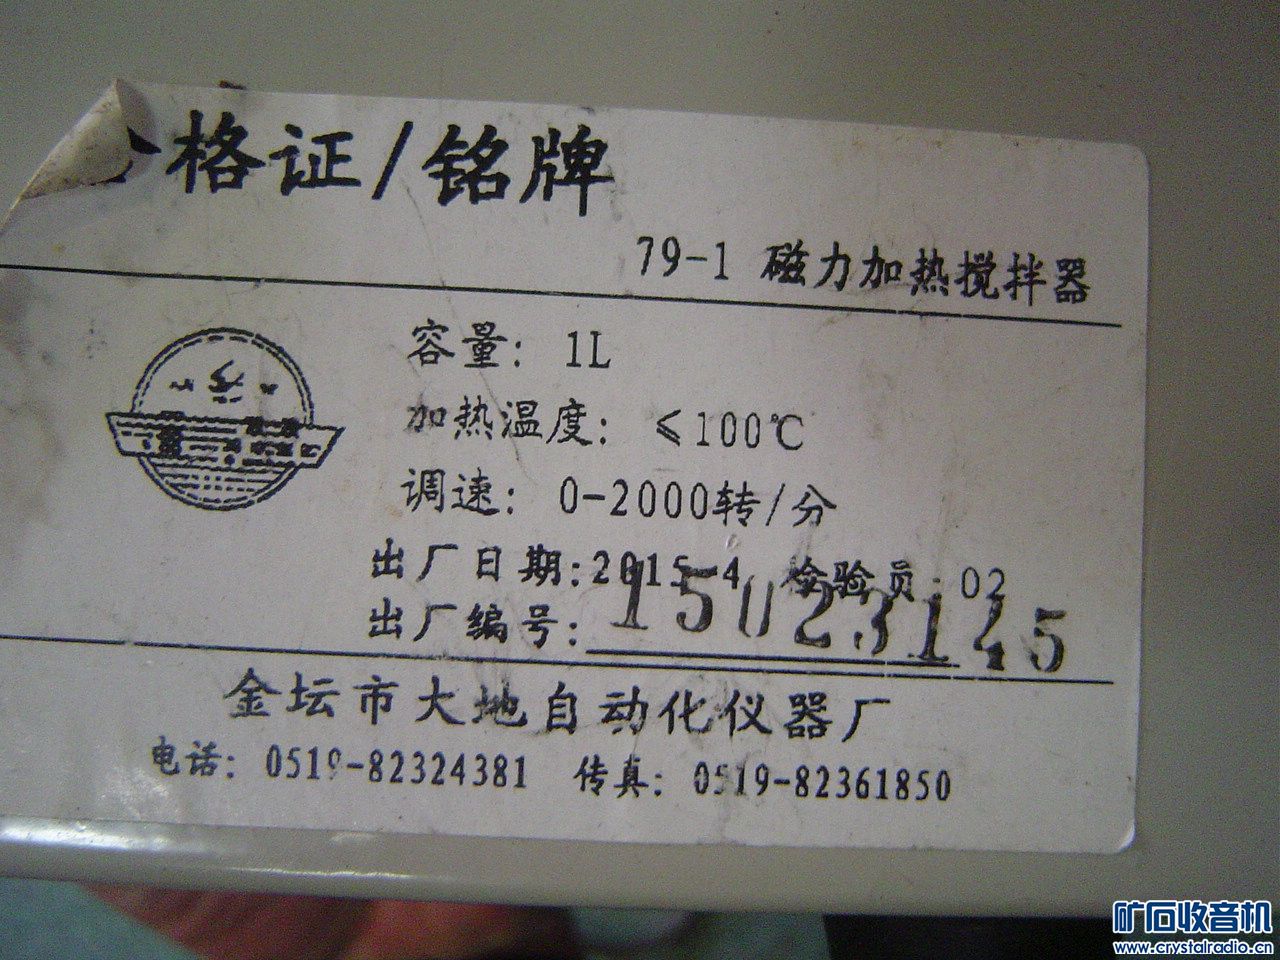 格证/铭牌
79-1 磁力加热搅拌器
容量: 1L
加热温度: ≤100℃
调速: 0-2000转/分
出厂日期:2015-4 检验员:02
出厂编号: 15023145
金坛市大地自动化仪器厂
电话: 0519-82324381 传真: 0519-82361850
矿石收音机
www.crystalradio.cn